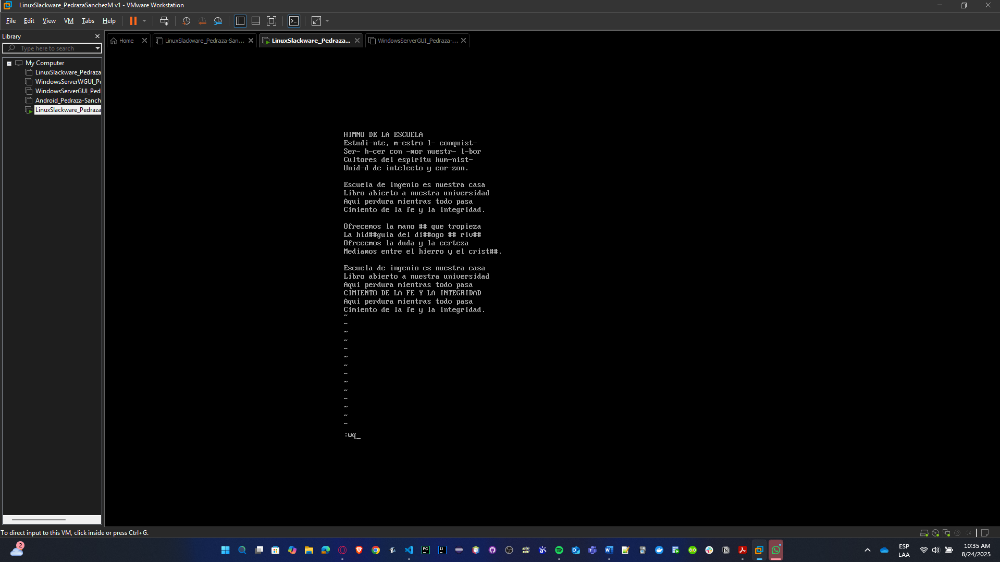 LinuxSlackware_PedrazaSanchezM v1 - VMware Workstation
File Edit View VM Tabs Help
Library
Type here to search
Home
LinuxSlackware_Pedraza-San...
LinuxSlackware_Pedraza...
WindowsServerGUI_Pedraza-...
My Computer
LinuxSlackware_Pedraza
WindowsServerWGUI_Pe
WindowsServerGUI_Ped
Android_Pedraza-Sanch
LinuxSlackware_Pedraza
HIMNO DE LA ESCUELA
Estudi-nte, m-estro l- conquist-
Ser- h-cer con -mor nuestr- l-bor
Cultores del espiritu hum-nist-
Unid-d de intelecto y cor-zon.
Escuela de ingenio es nuestra casa
Libro abierto a nuestra universidad
Aqui perdura mientras todo pasa
Cimiento de la fe y la integridad.
Ofrecemos la mano ## que tropieza
La hid##guia del di##ogo ## riv##
Ofrecemos la duda y la certeza
Mediamos entre el hierro y el crist##.
Escuela de ingenio es nuestra casa
Libro abierto a nuestra universidad
Aqui perdura mientras todo pasa
CIMIENTO DE LA FE Y LA INTEGRIDAD
Aqui perdura mientras todo pasa
Cimiento de la fe y la integridad.
~
~
~
~
~
~
~
~
~
~
~
~
~
~
:wq_
To direct input to this VM, click inside or press Ctrl+G.
2
PC
IJ
ESP
LAA
10:35 AM
8/24/2025